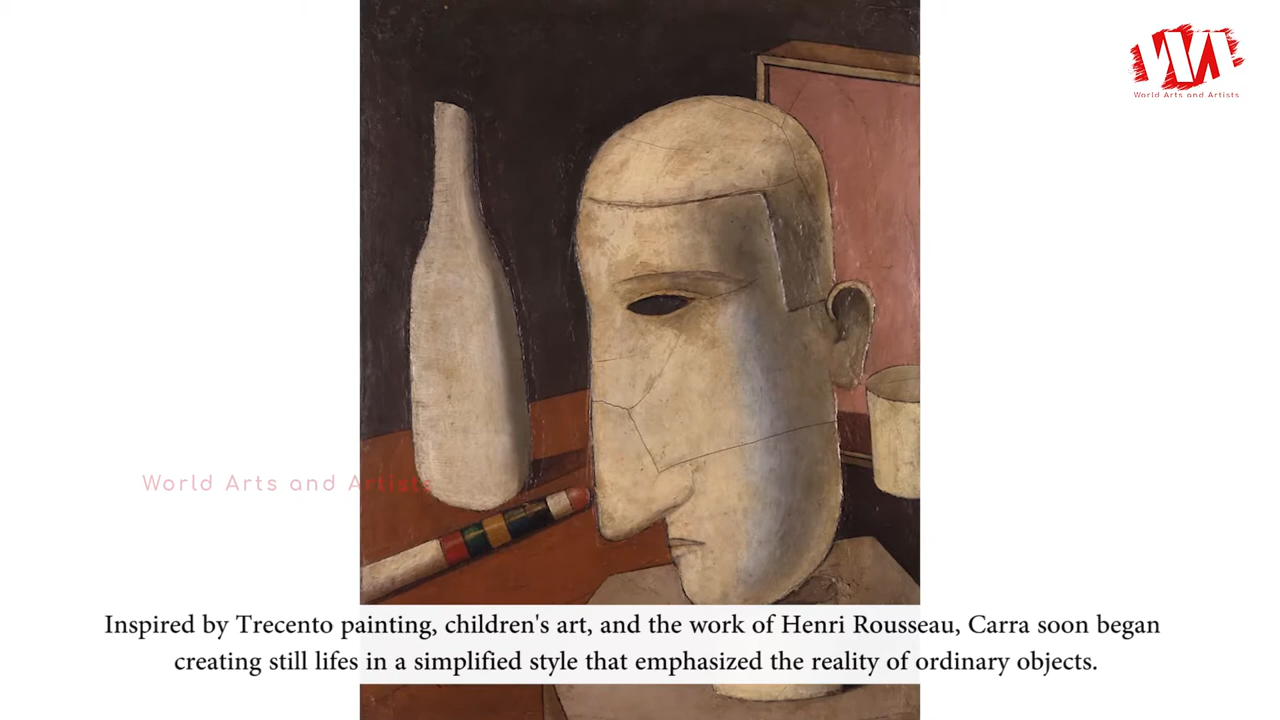 World Arts and Artists
World Arts and Artists
Inspired by Trecento painting, children's art, and the work of Henri Rousseau, Carra soon began
creating still lifes in a simplified style that emphasized the reality of ordinary objects.